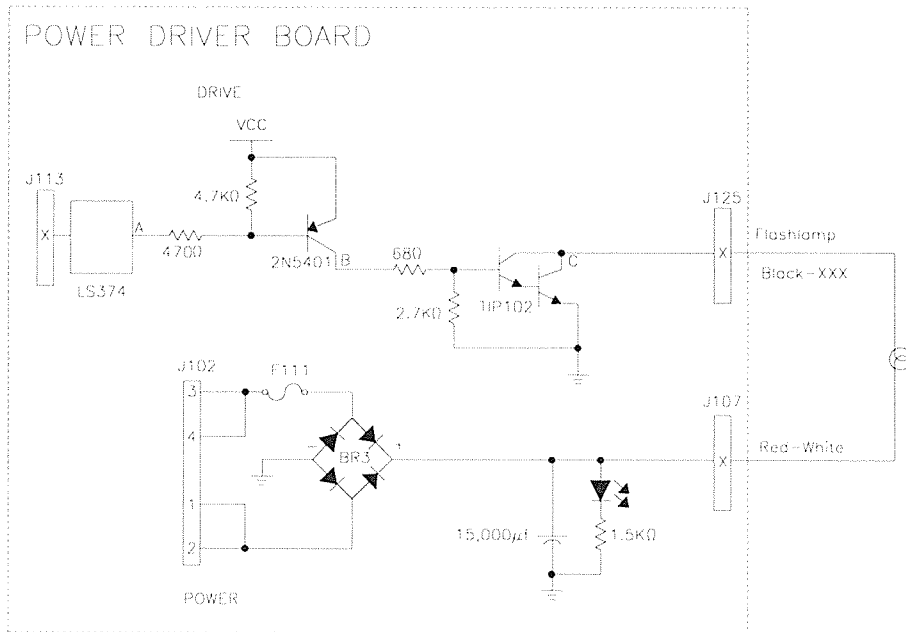 POWER DRIVER BOARD
DRIVE
VCC
J113
4.7KΩ
J125
X
A
X
Flashlamp
470Ω
2N5401
B
680
C
Black-XXX
LS374
2.7KΩ
TIP102
J102
F111
J107
3
4
-
BR3
+
X
Red-White
1
2
15,000µf
1.5KΩ
POWER